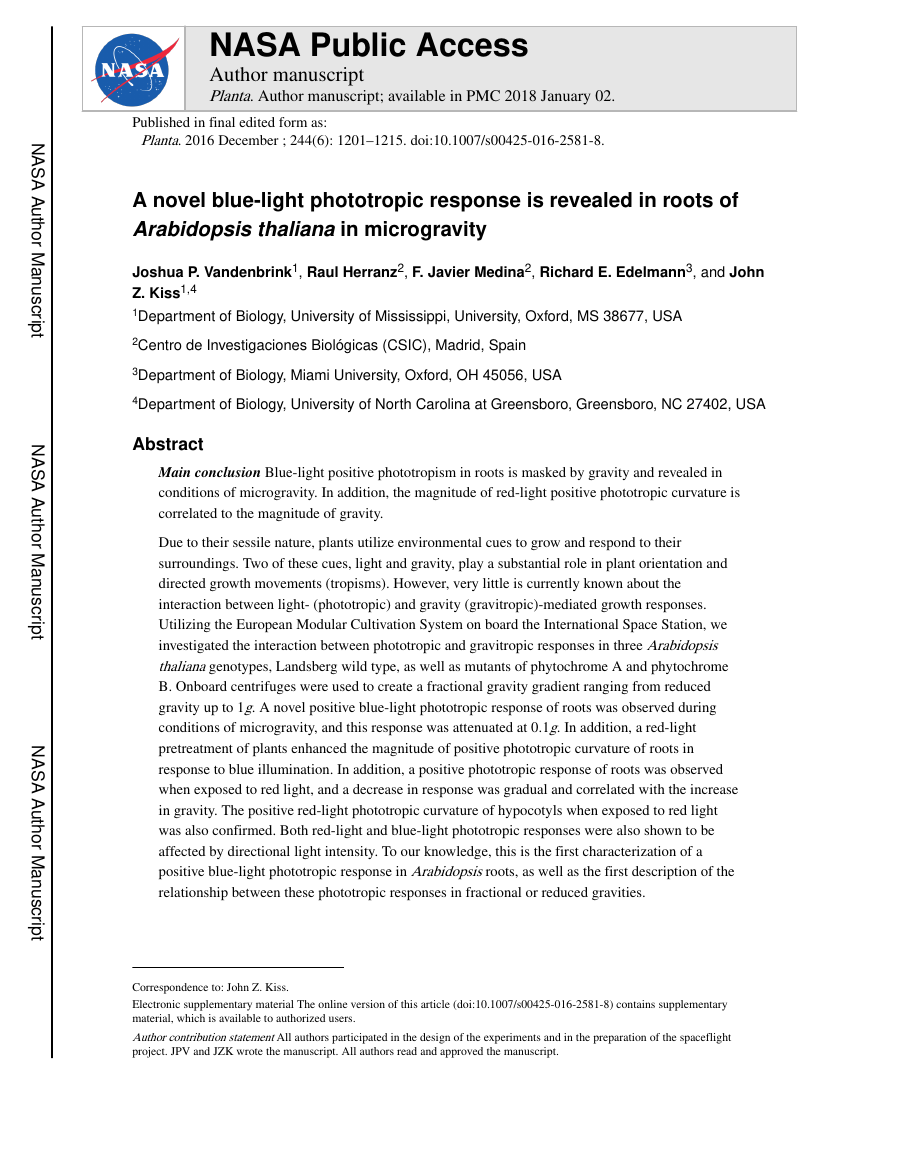 NASA
NASA Public Access
Author manuscript
Planta. Author manuscript; available in PMC 2018 January 02.
Published in final edited form as:
Planta. 2016 December ; 244(6): 1201–1215. doi:10.1007/s00425-016-2581-8.
A novel blue-light phototropic response is revealed in roots of
Arabidopsis thaliana in microgravity
Joshua P. Vandenbrink1, Raul Herranz2, F. Javier Medina2, Richard E. Edelmann3, and John
Z. Kiss1,4
1Department of Biology, University of Mississippi, University, Oxford, MS 38677, USA
2Centro de Investigaciones Biológicas (CSIC), Madrid, Spain
3Department of Biology, Miami University, Oxford, OH 45056, USA
4Department of Biology, University of North Carolina at Greensboro, Greensboro, NC 27402, USA
Abstract
Main conclusion Blue-light positive phototropism in roots is masked by gravity and revealed in
conditions of microgravity. In addition, the magnitude of red-light positive phototropic curvature is
correlated to the magnitude of gravity.
Due to their sessile nature, plants utilize environmental cues to grow and respond to their
surroundings. Two of these cues, light and gravity, play a substantial role in plant orientation and
directed growth movements (tropisms). However, very little is currently known about the
interaction between light- (phototropic) and gravity (gravitropic)-mediated growth responses.
Utilizing the European Modular Cultivation System on board the International Space Station, we
investigated the interaction between phototropic and gravitropic responses in three Arabidopsis
thaliana genotypes, Landsberg wild type, as well as mutants of phytochrome A and phytochrome
B. Onboard centrifuges were used to create a fractional gravity gradient ranging from reduced
gravity up to 1g. A novel positive blue-light phototropic response of roots was observed during
conditions of microgravity, and this response was attenuated at 0.1g. In addition, a red-light
pretreatment of plants enhanced the magnitude of positive phototropic curvature of roots in
response to blue illumination. In addition, a positive phototropic response of roots was observed
when exposed to red light, and a decrease in response was gradual and correlated with the increase
in gravity. The positive red-light phototropic curvature of hypocotyls when exposed to red light
was also confirmed. Both red-light and blue-light phototropic responses were also shown to be
affected by directional light intensity. To our knowledge, this is the first characterization of a
positive blue-light phototropic response in Arabidopsis roots, as well as the first description of the
relationship between these phototropic responses in fractional or reduced gravities.
Correspondence to: John Z. Kiss.
Electronic supplementary material The online version of this article (doi:10.1007/s00425-016-2581-8) contains supplementary
material, which is available to authorized users.
Author contribution statement All authors participated in the design of the experiments and in the preparation of the spaceflight
project. JPV and JZK wrote the manuscript. All authors read and approved the manuscript.
NASA Author Manuscript
NASA Author Manuscript
NASA Author Manuscript